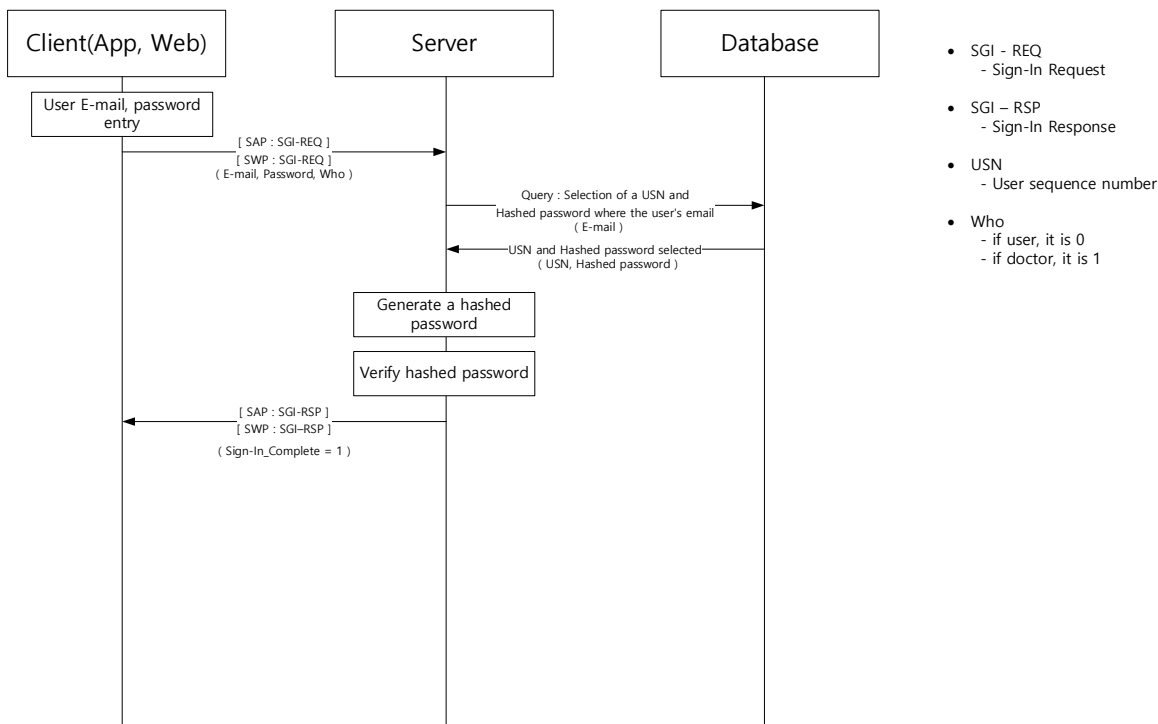 Client(App, Web)
Server
Database
User E-mail, password
entry
[ SAP : SGI-REQ ]
[ SWP : SGI-REQ ]
( E-mail, Password, Who )
Query : Selection of a USN and
Hashed password where the user's email
( E-mail )
USN and Hashed password selected
( USN, Hashed password )
Generate a hashed
password
Verify hashed password
[ SAP : SGI-RSP ]
[ SWP : SGI–RSP ]
( Sign-In_Complete = 1 )
• SGI - REQ
- Sign-In Request
• SGI – RSP
- Sign-In Response
• USN
- User sequence number
• Who
- if user, it is 0
- if doctor, it is 1